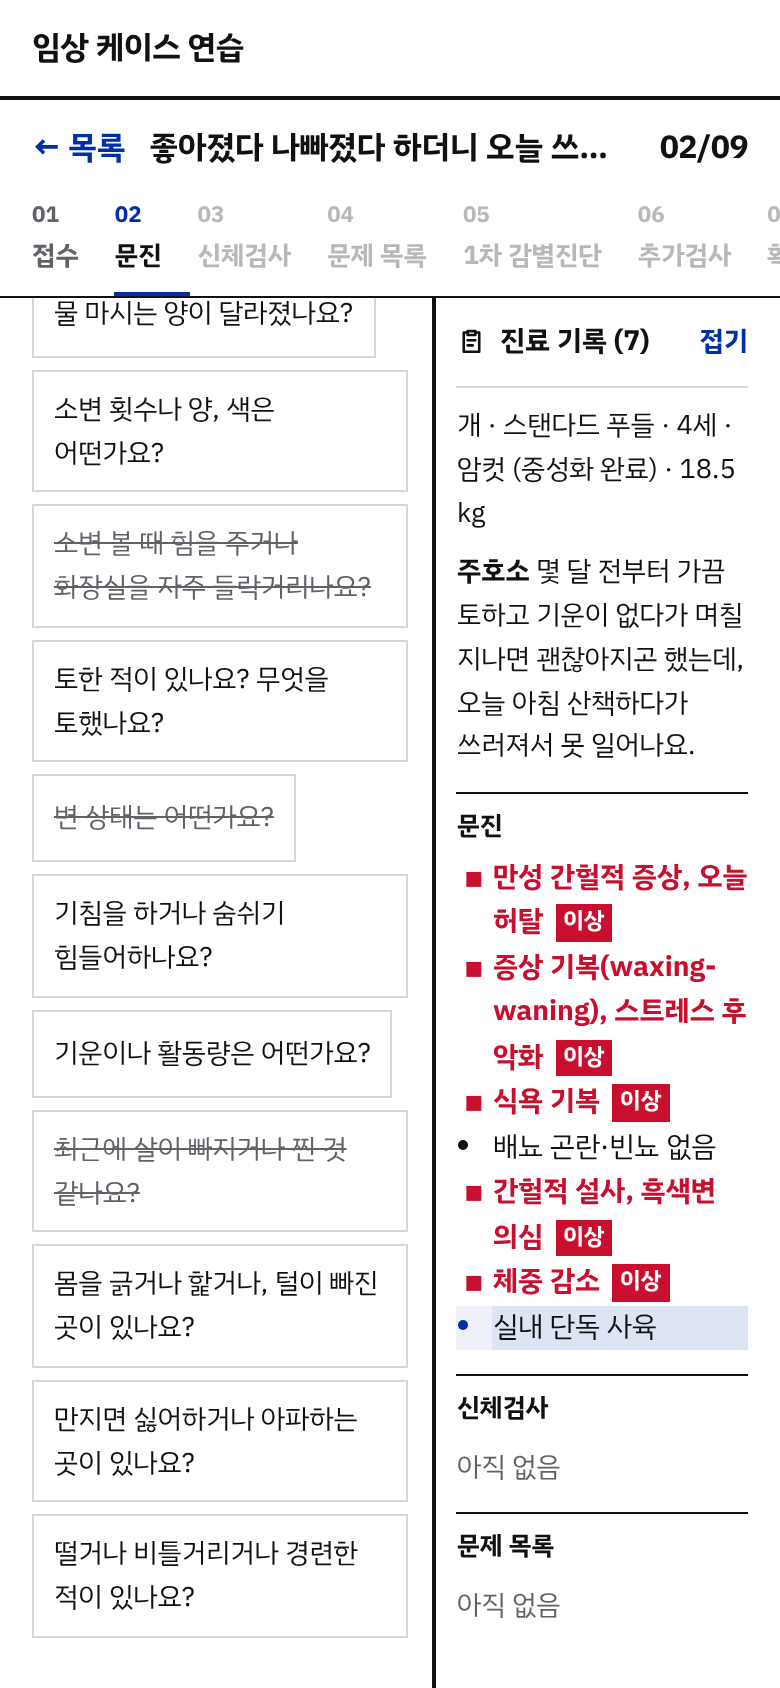 임상 케이스 연습
← 목록 좋아졌다 나빠졌다 하더니 오늘 쓰... 02/09
01 02 03 04 05 06
접수 문진 신체검사 문제 목록 1차 감별진단 추가검사
물 마시는 양이 달라졌나요?
소변 횟수나 양, 색은
어떤가요?
소변 볼 때 힘을 주거나
화장실을 자주 들락거리나요?
토한 적이 있나요? 무엇을
토했나요?
변 상태는 어떤가요?
기침을 하거나 숨쉬기
힘들어하나요?
기운이나 활동량은 어떤가요?
최근에 살이 빠지거나 찐 것
같나요?
몸을 긁거나 핥거나, 털이 빠진
곳이 있나요?
만지면 싫어하거나 아파하는
곳이 있나요?
떨거나 비틀거리거나 경련한
적이 있나요?
진료 기록 (7) 접기
개 · 스탠다드 푸들 · 4세 ·
암컷 (중성화 완료) · 18.5
kg
주호소 몇 달 전부터 가끔
토하고 기운이 없다가 며칠
지나면 괜찮아지곤 했는데,
오늘 아침 산책하다가
쓰러져서 못 일어나요.
문진
만성 간헐적 증상, 오늘
허탈 이상
증상 기복(waxing-
waning), 스트레스 후
악화 이상
식욕 기복 이상
배뇨 곤란·빈뇨 없음
간헐적 설사, 흑색변
의심 이상
체중 감소 이상
실내 단독 사육
신체검사
아직 없음
문제 목록
아직 없음